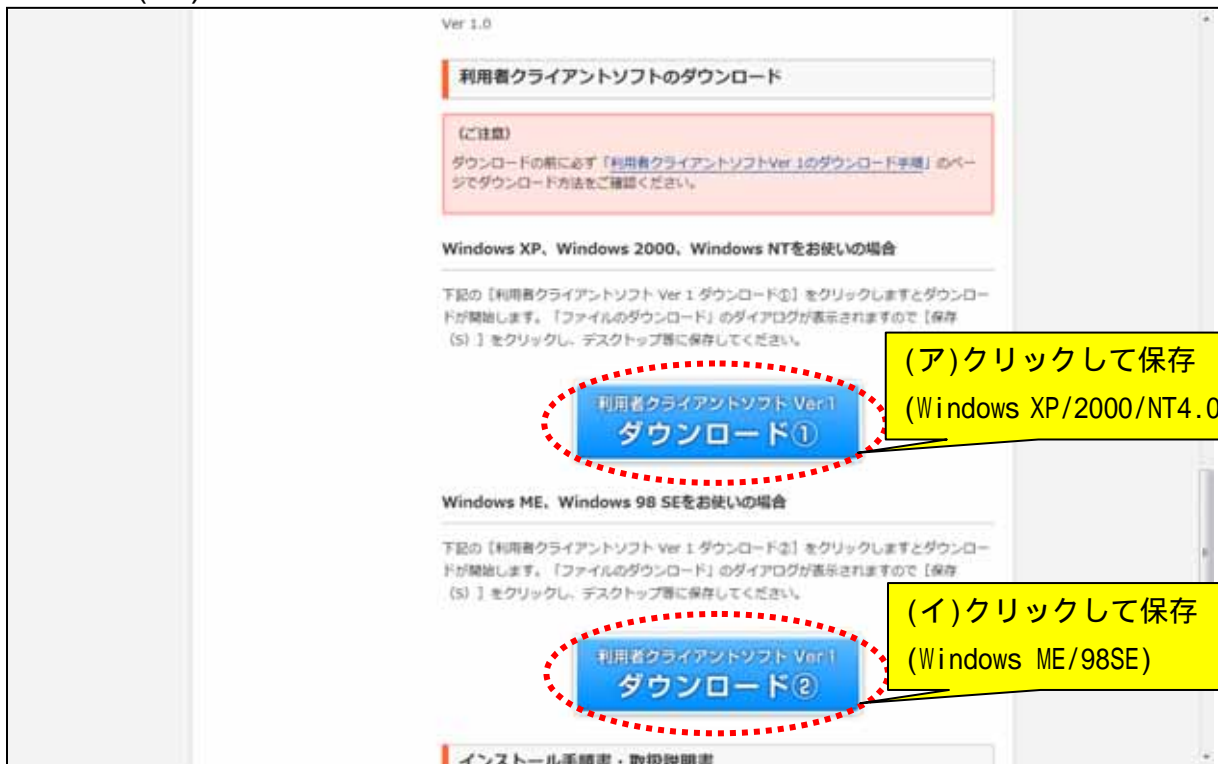 Ver 1.0
利用者クライアントソフトのダウンロード
(ご注意)
ダウンロードの前に必ず「利用者クライアントソフトVer 1のダウンロード手順」のペー
ジでダウンロード方法をご確認ください。
Windows XP、Windows 2000、Windows NTをお使いの場合
下記の［利用者クライアントソフト Ver 1 ダウンロード①］をクリックしますとダウンロー
ドが開始します。「ファイルのダウンロード」のダイアログが表示されますので［保存
(S) ］をクリックし、デスクトップ等に保存してください。
(ア)クリックして保存
(Windows XP/2000/NT4.0
利用者クライアントソフト Ver.1
ダウンロード①
Windows ME、Windows 98 SEをお使いの場合
下記の［利用者クライアントソフト Ver 1 ダウンロード②］をクリックしますとダウンロー
ドが開始します。「ファイルのダウンロード」のダイアログが表示されますので［保存
(S) ］をクリックし、デスクトップ等に保存してください。
(イ)クリックして保存
(Windows ME/98SE)
利用者クライアントソフト Ver.1
ダウンロード②
インストール手順書・取扱説明書